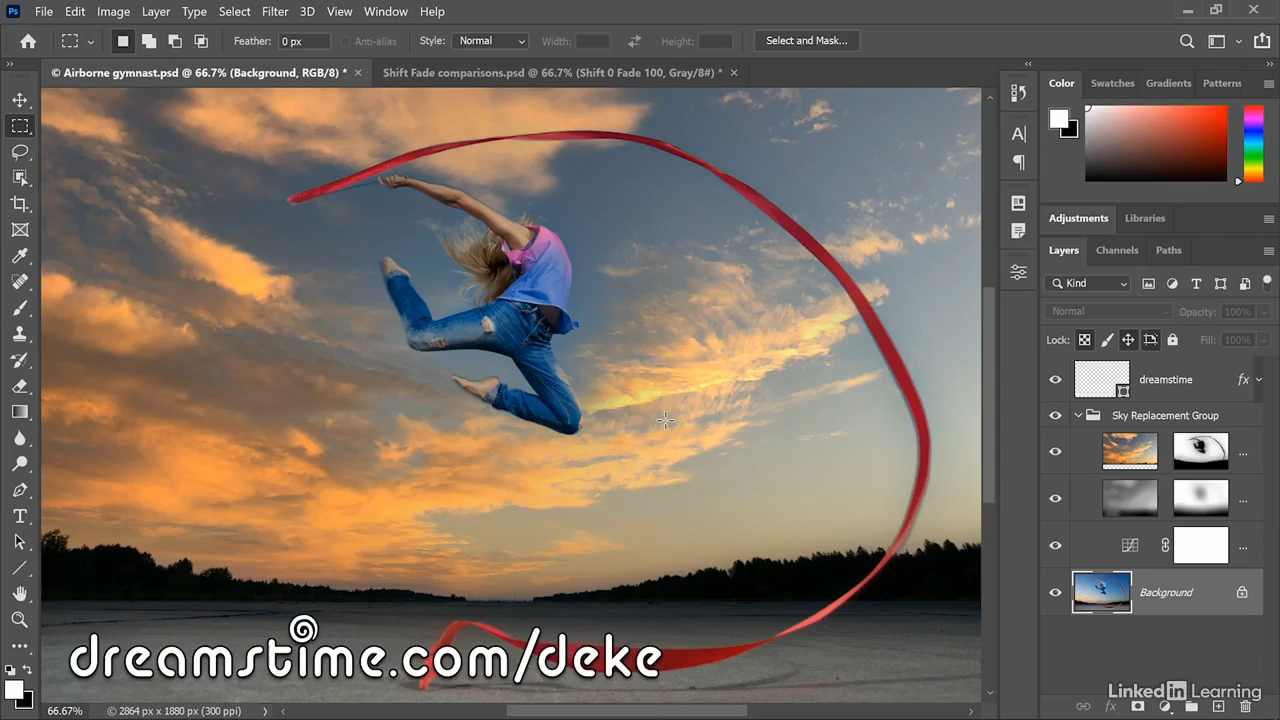 Ps File Edit Image Layer Type Select Filter 3D View Window Help
Feather: 0 px Anti-alias Style: Normal Width: Height: Select and Mask...
© Airborne gymnast.psd @ 66.7% (Background, RGB/8) * × Shift Fade comparisons.psd @ 66.7% (Shift 0 Fade 100, Gray/8#) * ×
Color Swatches Gradients Patterns
Adjustments Libraries
Layers Channels Paths
Kind
Normal Opacity: 100%
Lock: Fill: 100%
dreamstime fx
Sky Replacement Group
...
...
...
Background
dreamstime.com/deke
LinkedIn Learning
66.67% © 2864 px x 1880 px (300 ppi)